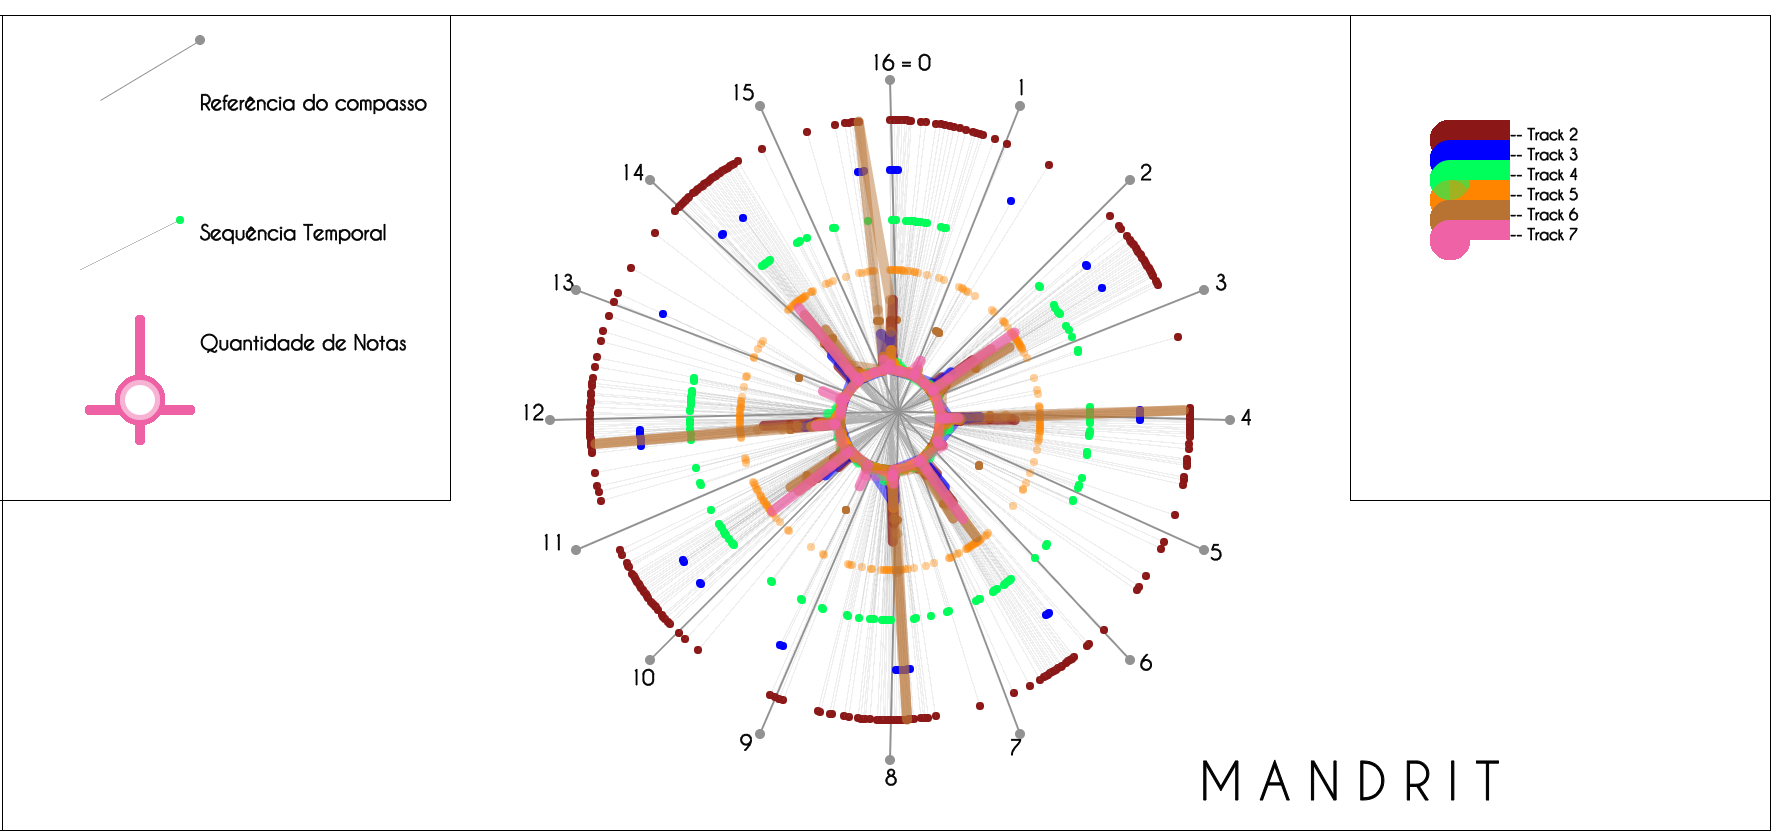 Referência do compasso
Sequência Temporal
Quantidade de Notas
16 = 0
1
2
3
4
5
6
7
8
9
10
11
12
13
14
15
-- Track 2
-- Track 3
-- Track 4
-- Track 5
-- Track 6
-- Track 7
MANDRIT